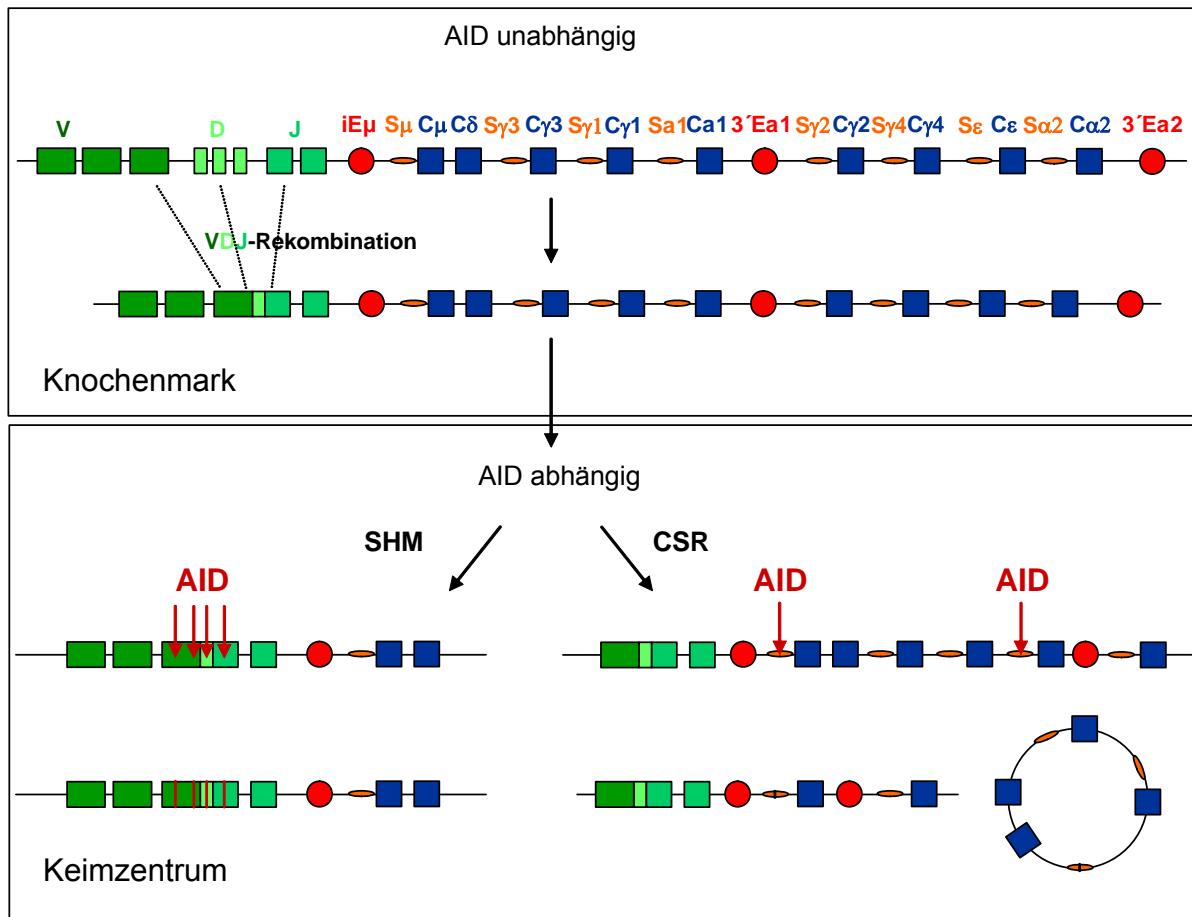 AID unabhängig
V D J iEμ Sμ Cμ Cδ Sγ3 Cγ3 Sγ1 Cγ1 Sa1 Ca1 3´Ea1 Sγ2 Cγ2 Sγ4 Cγ4 Sε Cε Sα2 Cα2 3´Ea2
VDJ-Rekombination
Knochenmark
AID abhängig
SHM CSR
AID AID AID
Keimzentrum